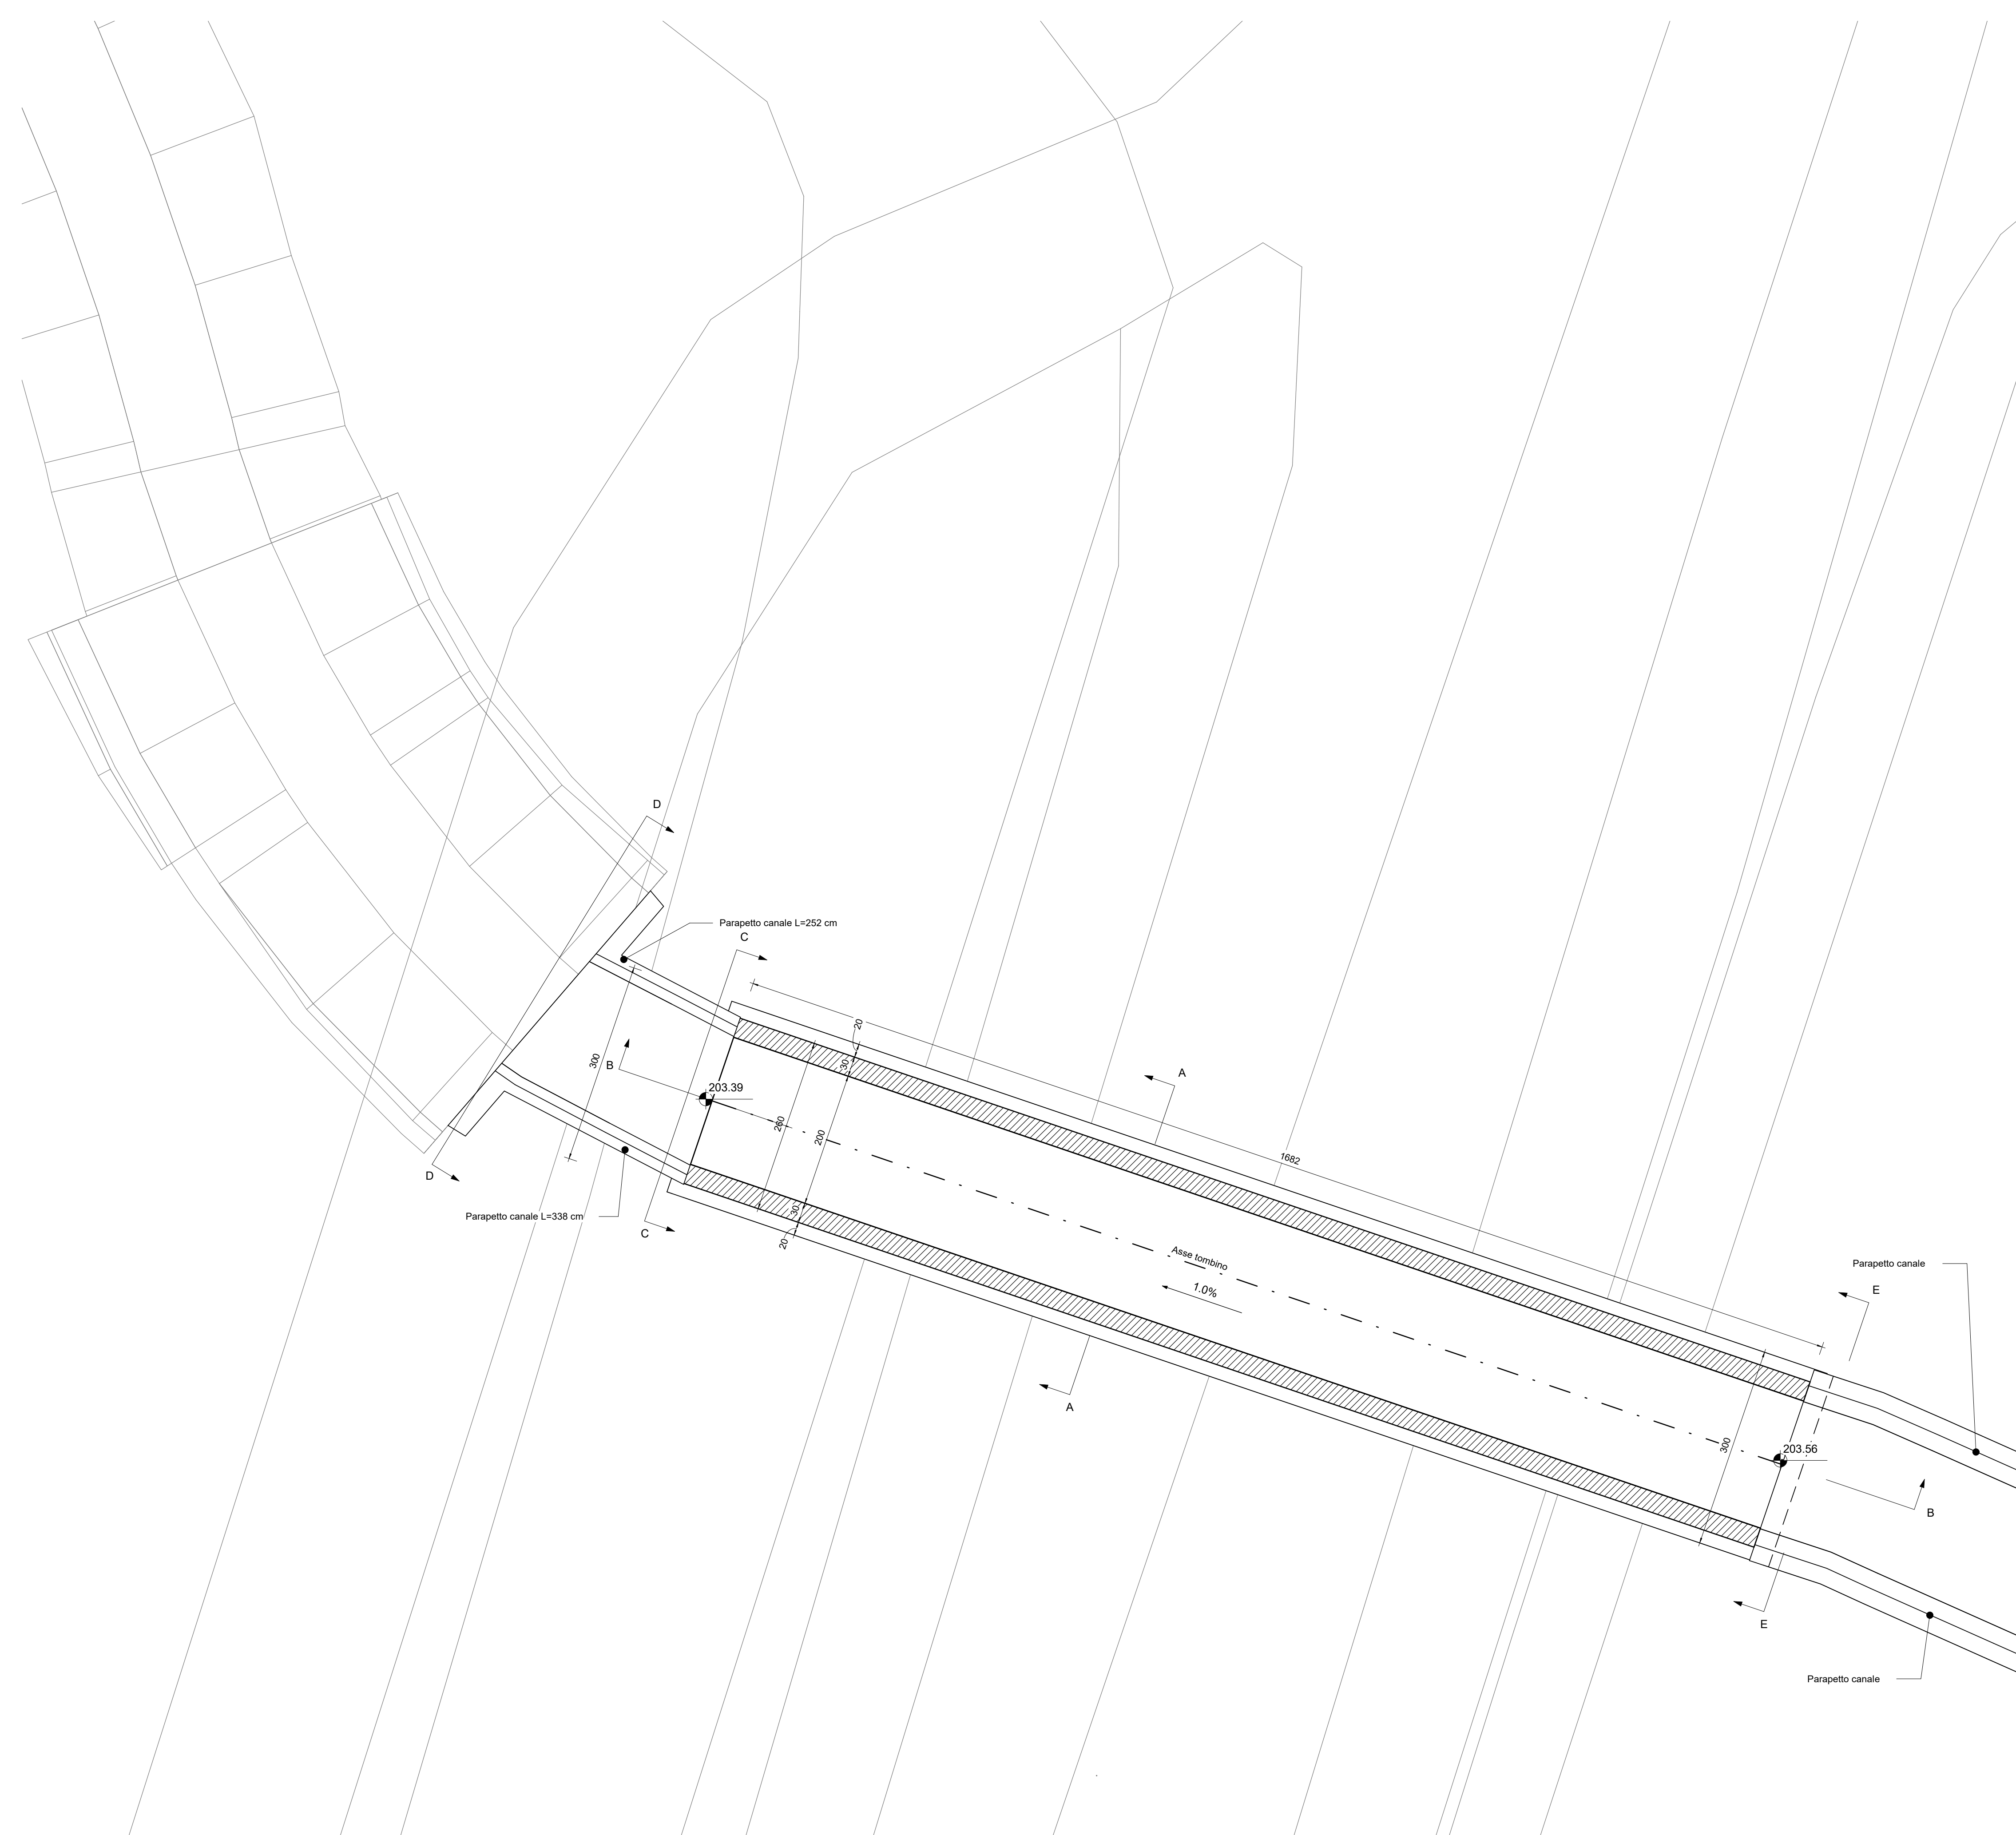 D
Parapetto canale L=252 cm
C
20
30
300
B
203.39
A
260
200
1682
D
Parapetto canale L=338 cm
30
C
20
Asse tombino
1.0%
Parapetto canale
E
A
300
203.56
B
E
Parapetto canale